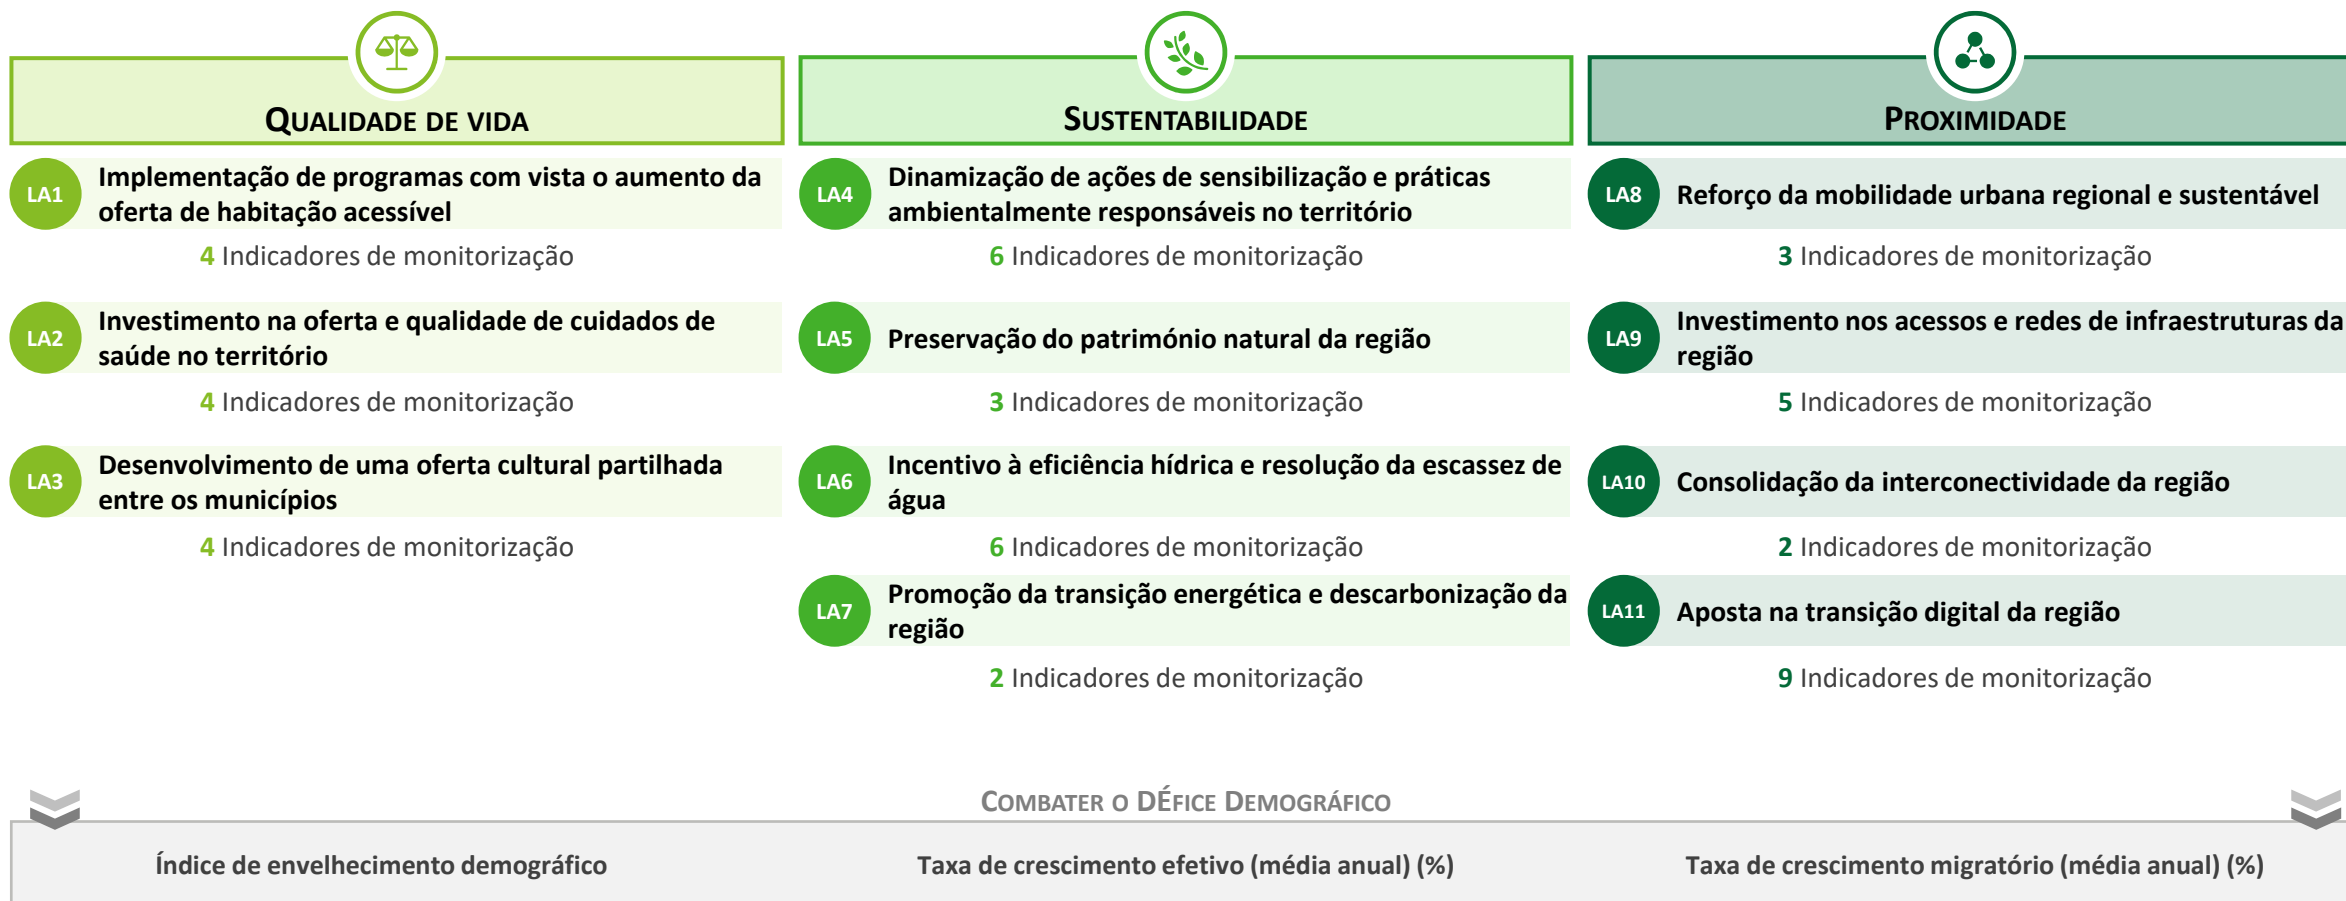 QUALIDADE DE VIDA
LA1
Implementação de programas com vista o aumento da
oferta de habitação acessível
4 Indicadores de monitorização
LA2
Investimento na oferta e qualidade de cuidados de
saúde no território
4 Indicadores de monitorização
LA3
Desenvolvimento de uma oferta cultural partilhada
entre os municípios
4 Indicadores de monitorização
SUSTENTABILIDADE
LA4
Dinamização de ações de sensibilização e práticas
ambientalmente responsáveis no território
6 Indicadores de monitorização
LA5
Preservação do património natural da região
3 Indicadores de monitorização
LA6
Incentivo à eficiência hídrica e resolução da escassez de
água
6 Indicadores de monitorização
LA7
Promoção da transição energética e descarbonização da
região
2 Indicadores de monitorização
PROXIMIDADE
LA8
Reforço da mobilidade urbana regional e sustentável
3 Indicadores de monitorização
LA9
Investimento nos acessos e redes de infraestruturas da
região
5 Indicadores de monitorização
LA10
Consolidação da interconectividade da região
2 Indicadores de monitorização
LA11
Aposta na transição digital da região
9 Indicadores de monitorização
COMBATER O DÉFICE DEMOGRÁFICO
Índice de envelhecimento demográfico
Taxa de crescimento efetivo (média anual) (%)
Taxa de crescimento migratório (média anual) (%)